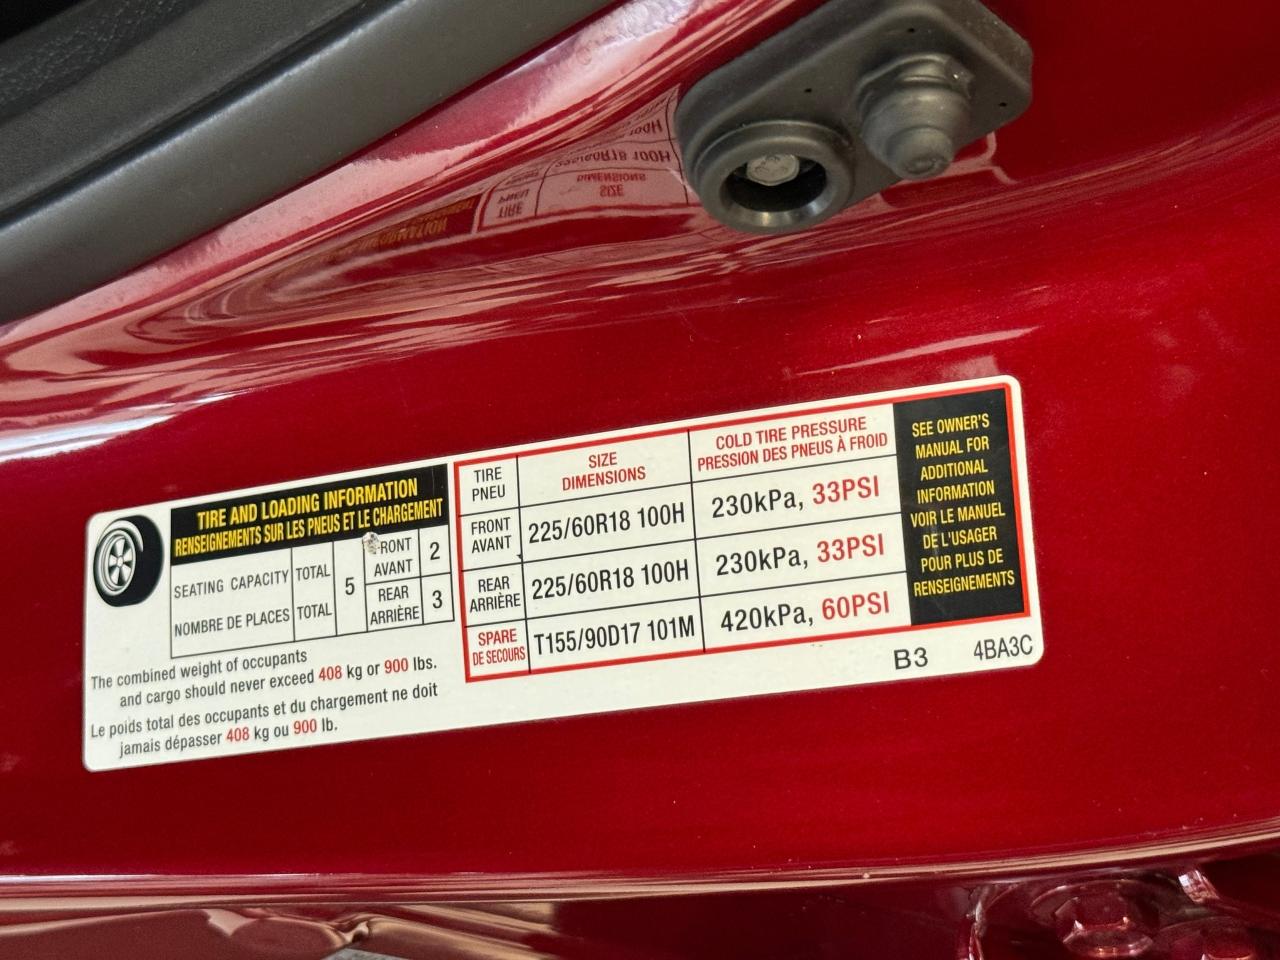 TIRE AND LOADING INFORMATION
RENSEIGNEMENTS SUR LES PNEUS ET LE CHARGEMENT
SEATING CAPACITY TOTAL 5 FRONT AVANT 2
NOMBRE DE PLACES TOTAL REAR ARRIÈRE 3
The combined weight of occupants
and cargo should never exceed 408 kg or 900 lbs.
Le poids total des occupants et du chargement ne doit
jamais dépasser 408 kg ou 900 lb.
TIRE PNEU SIZE DIMENSIONS COLD TIRE PRESSURE PRESSION DES PNEUS À FROID
FRONT AVANT 225/60R18 100H 230kPa, 33PSI
REAR ARRIÈRE 225/60R18 100H 230kPa, 33PSI
SPARE DE SECOURS T155/90D17 101M 420kPa, 60PSI
SEE OWNER'S
MANUAL FOR
ADDITIONAL
INFORMATION
VOIR LE MANUEL
DE L'USAGER
POUR PLUS DE
RENSEIGNEMENTS
B3 4BA3C